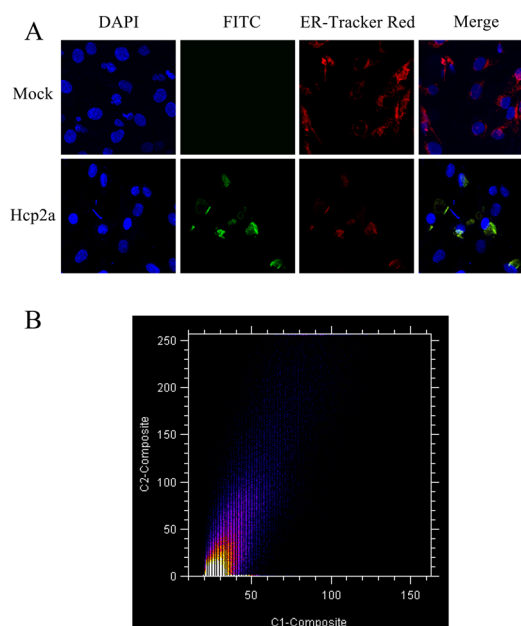 A
DAPI
FITC
ER-Tracker Red
Merge
Mock
Hcp2a
B
250
200
150
100
50
0
C2-Composite
50
100
150
C1-Composite